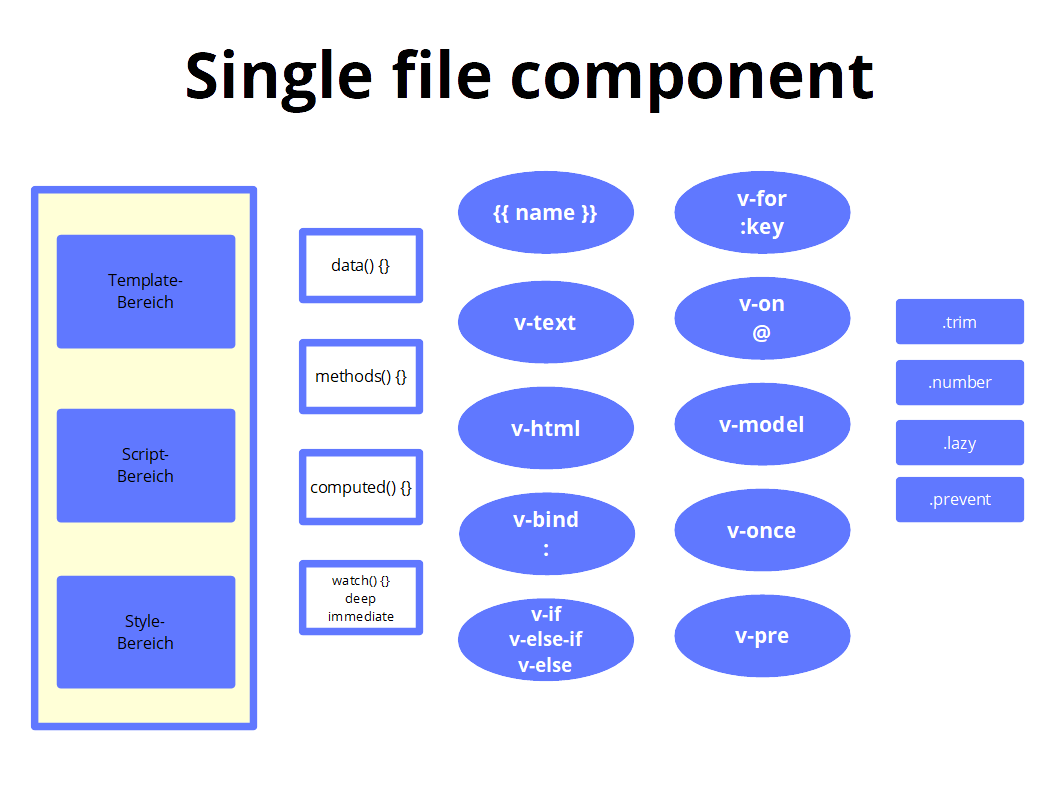 Single file component
Template-
Bereich
Script-
Bereich
Style-
Bereich
data() {}
methods() {}
computed() {}
watch() {}
deep
immediate
{{ name }}
v-text
v-html
v-bind
:
v-if
v-else-if
v-else
v-for
:key
v-on
@
v-model
v-once
v-pre
.trim
.number
.lazy
.prevent